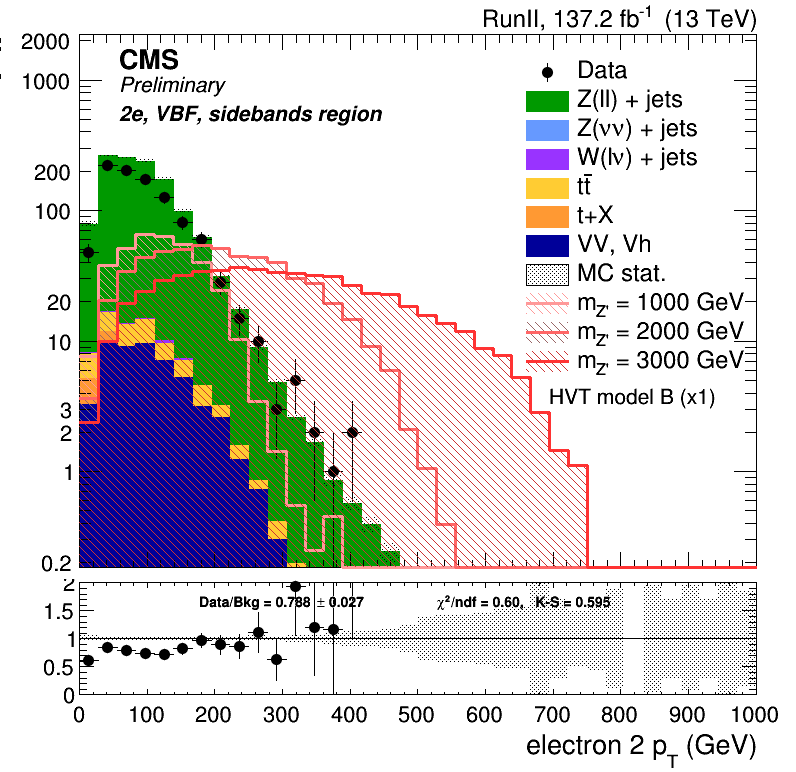 RunII, 137.2 fb⁻¹ (13 TeV)
CMS
Preliminary
2e, VBF, sidebands region
Data
Z(ll) + jets
Z(νν) + jets
W(lν) + jets
tt̄
t+X
VV, Vh
MC stat.
m_Z' = 1000 GeV
m_Z' = 2000 GeV
m_Z' = 3000 GeV
HVT model B (x1)
2000
1000
200
100
20
10
3
2
1
0.2
Data/Bkg = 0.788 ± 0.027
χ²/ndf = 0.60, K-S = 0.595
2
1.5
1
0.5
0
0 100 200 300 400 500 600 700 800 900 1000
electron 2 p_T (GeV)